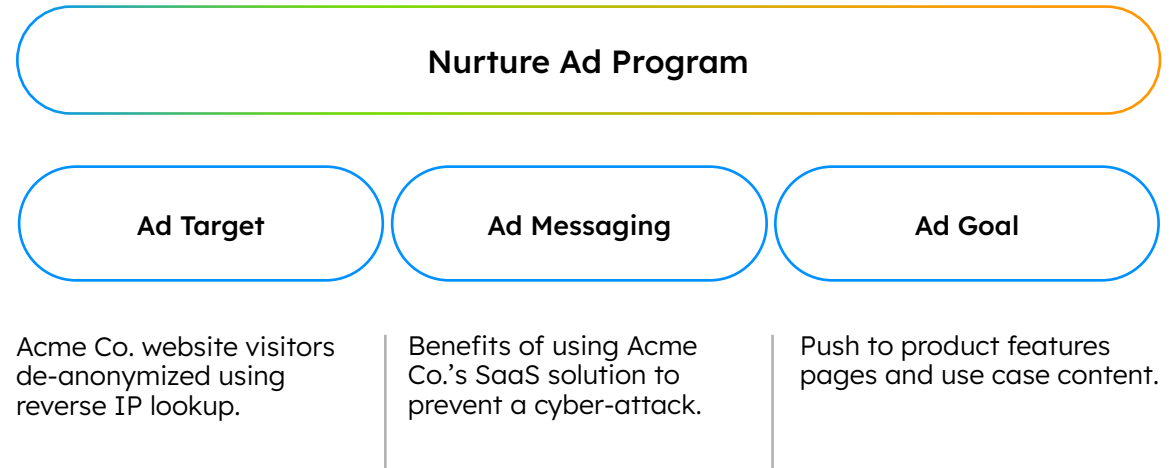 Nurture Ad Program
Ad Target
Ad Messaging
Ad Goal
Acme Co. website visitors
de-anonymized using
reverse IP lookup.
Benefits of using Acme
Co.’s SaaS solution to
prevent a cyber-attack.
Push to product features
pages and use case content.